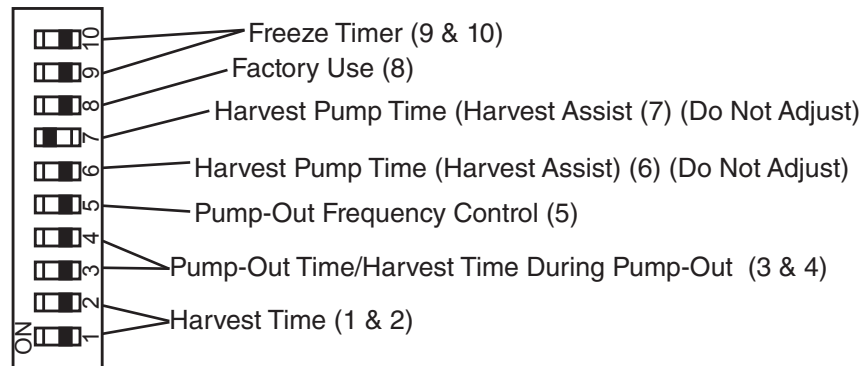 10 Freeze Timer (9 & 10)
9
8 Factory Use (8)
7 Harvest Pump Time (Harvest Assist (7) (Do Not Adjust)
6 Harvest Pump Time (Harvest Assist) (6) (Do Not Adjust)
5 Pump-Out Frequency Control (5)
4
3 Pump-Out Time/Harvest Time During Pump-Out (3 & 4)
2
Harvest Time (1 & 2)
ON 1